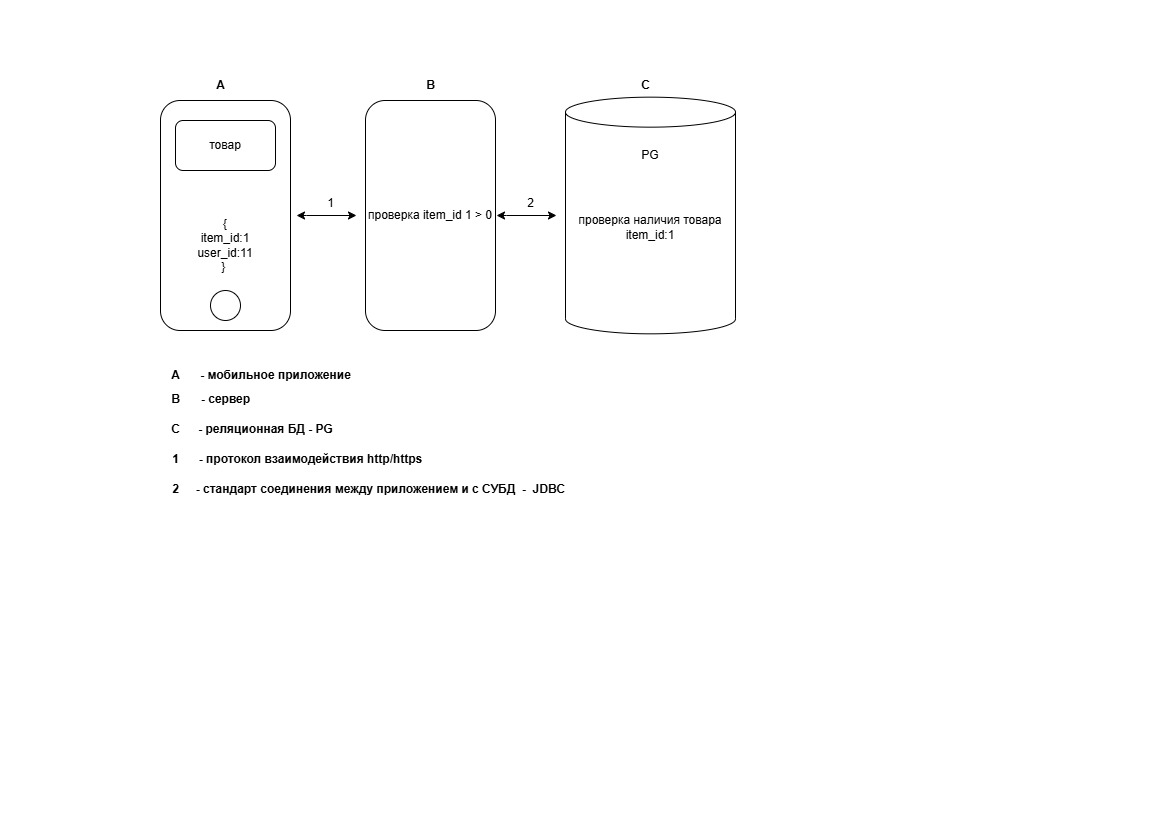 A
B
C
товар
PG
1
2
проверка item_id 1 > 0
проверка наличия товара
item_id:1
{
item_id:1
user_id:11
}
A - мобильное приложение
B - сервер
C - реляционная БД - PG
1 - протокол взаимодействия http/https
2 - стандарт соединения между приложением и с СУБД - JDBC